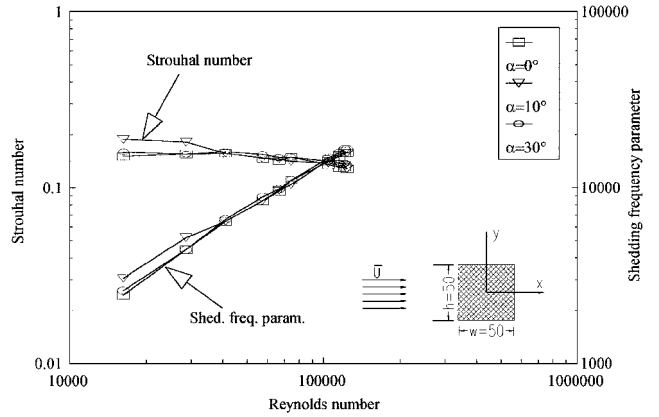 1
100000
Strouhal number
α=0°
α=10°
α=30°
Strouhal number
0.1
10000
Shedding frequency parameter
y
U
h=50
x
w=50
Shed. freq. param.
0.01
1000
10000
100000
1000000
Reynolds number